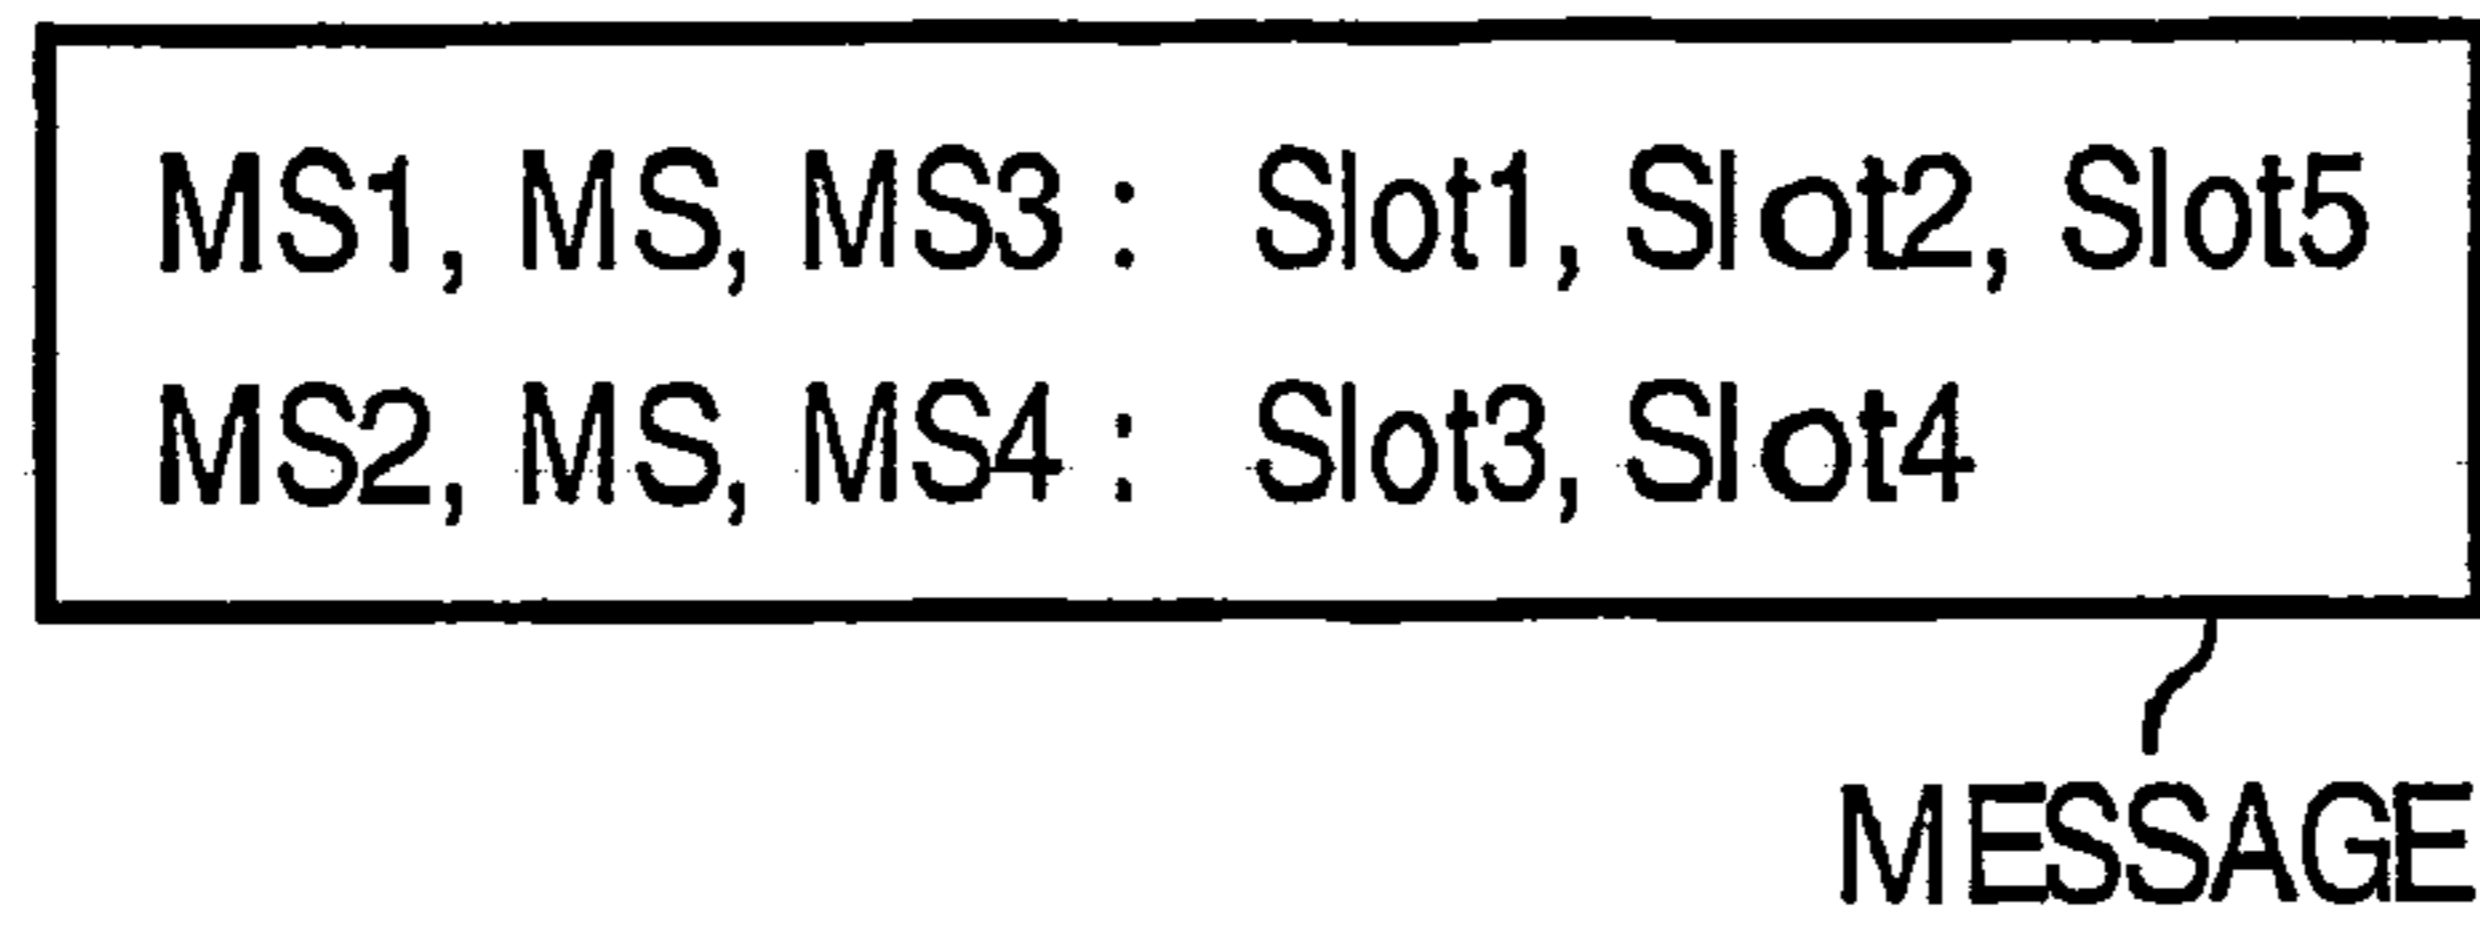 MS1, MS, MS3 : Slot1, Slot2, Slot5
MS2, MS, MS4 : Slot3, Slot4
MESSAGE